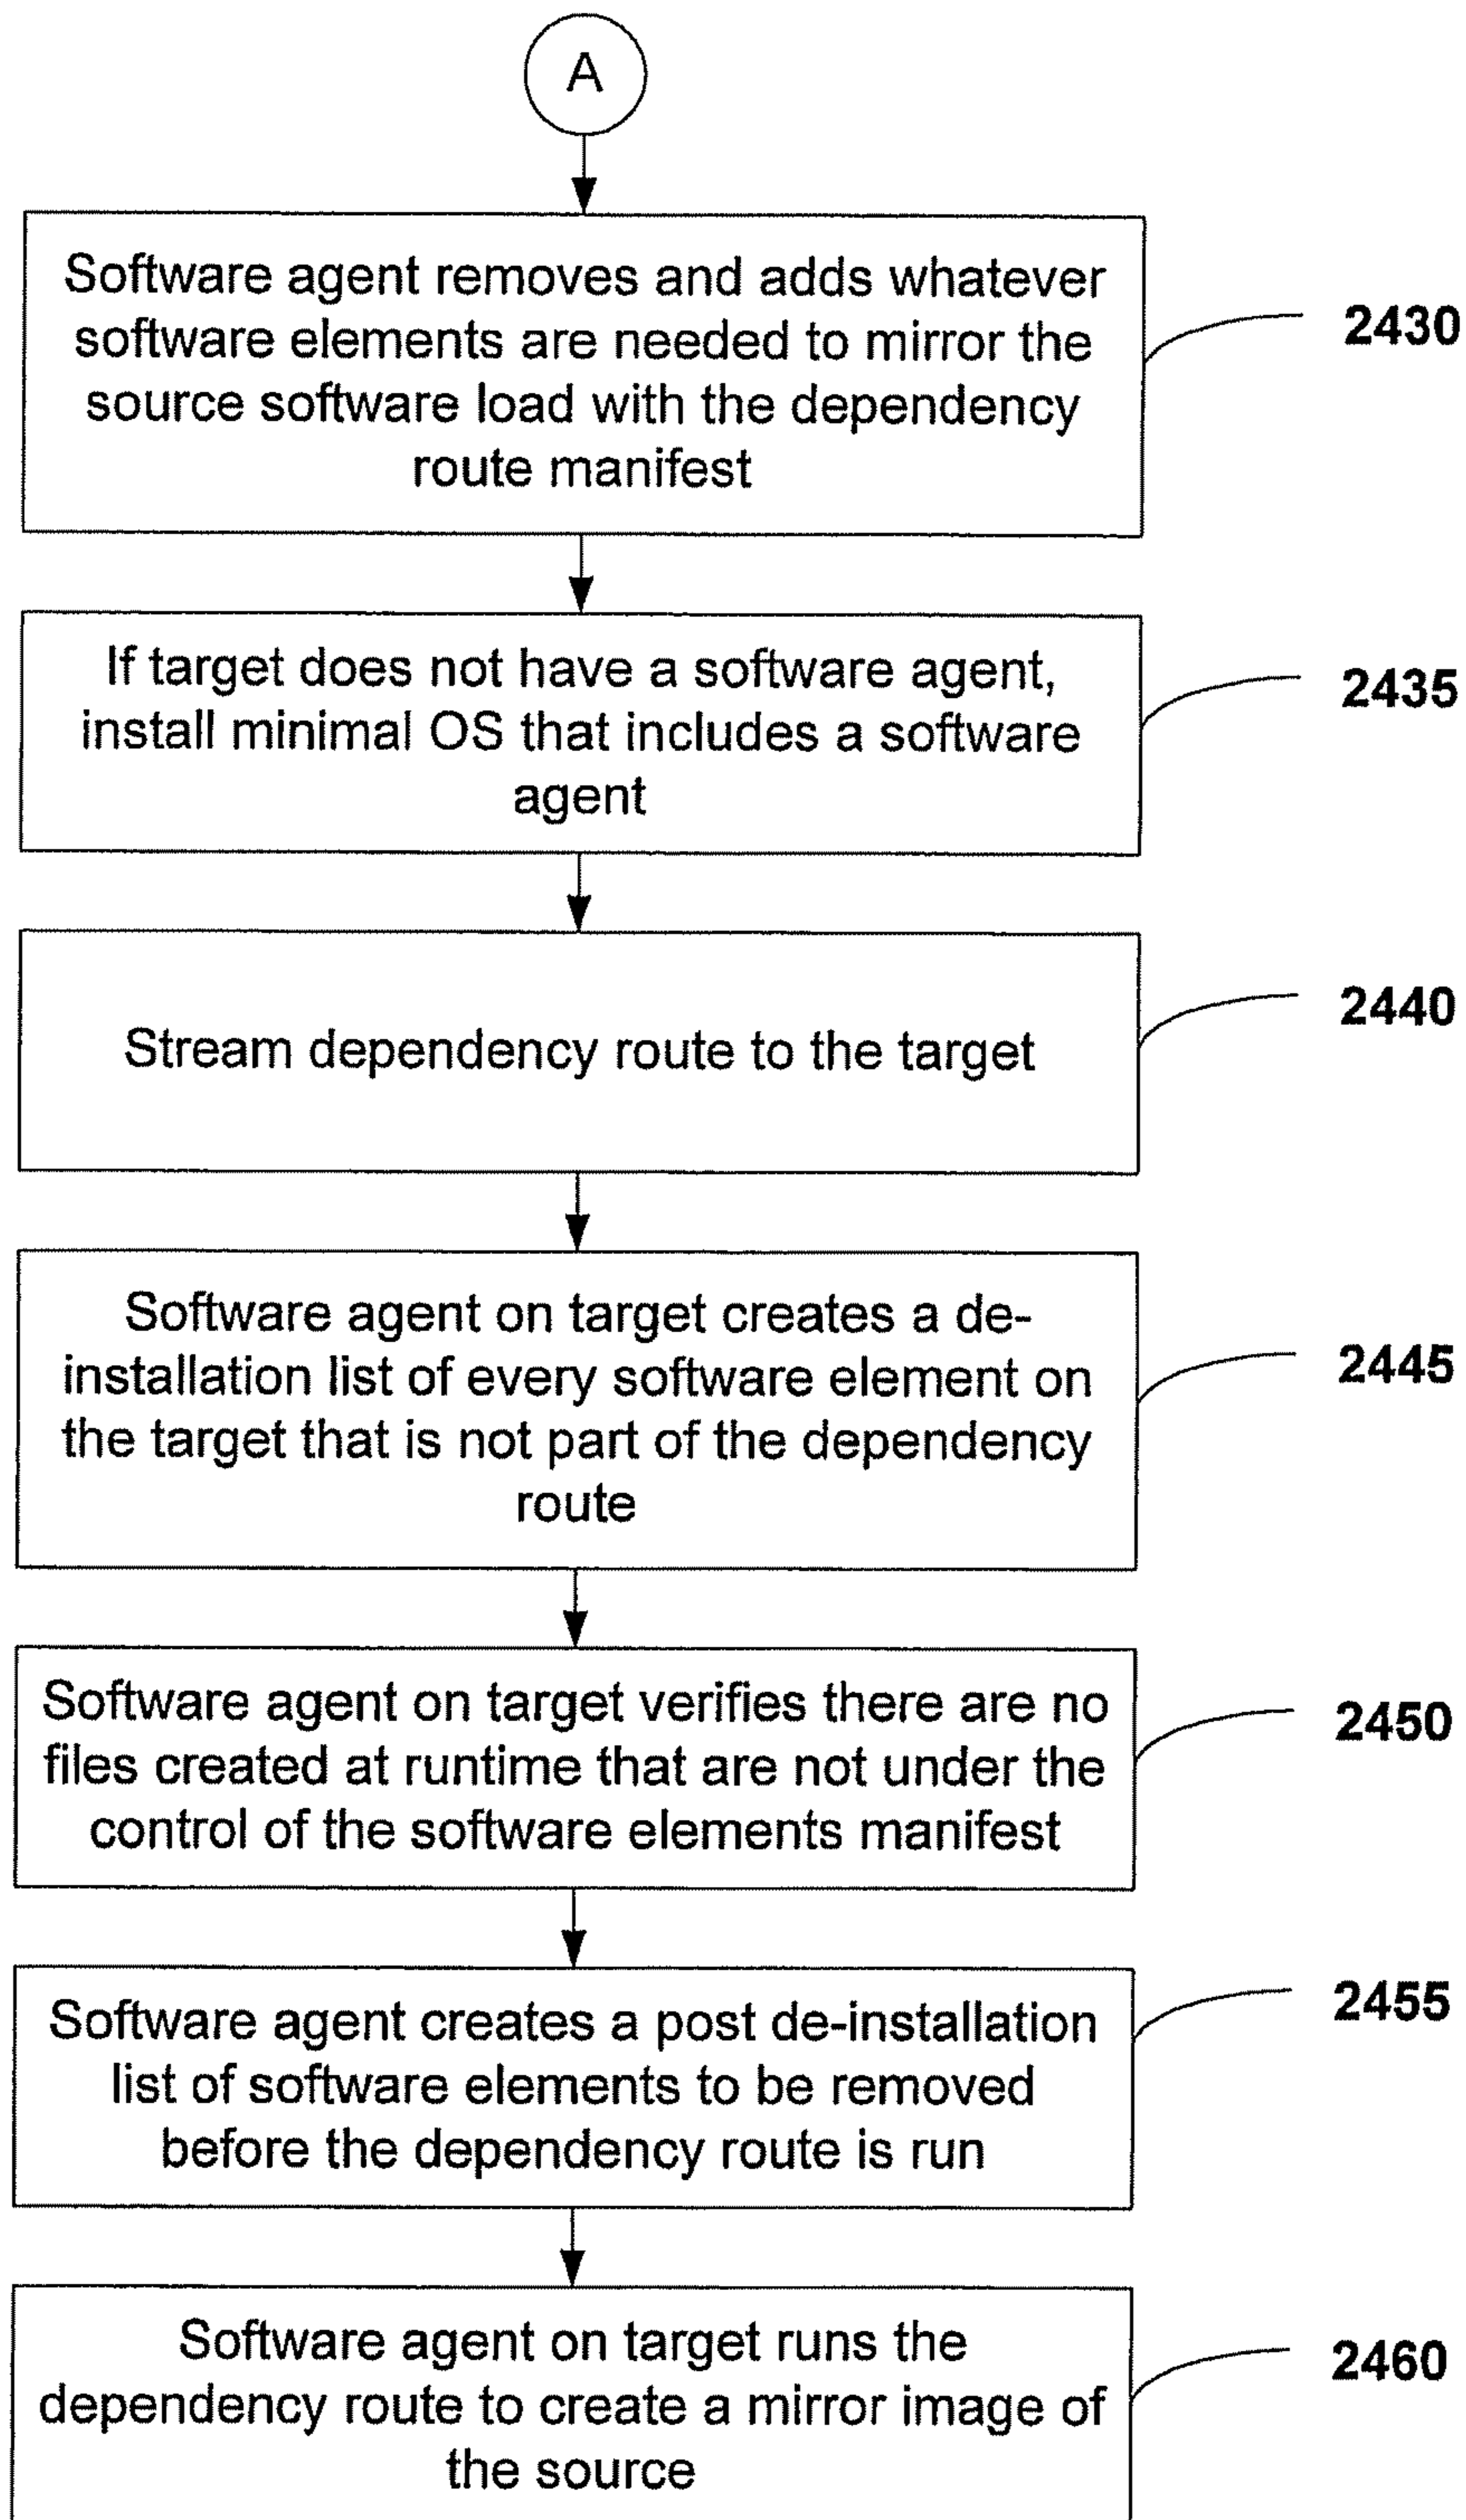 A
Software agent removes and adds whatever
software elements are needed to mirror the
source software load with the dependency
route manifest
2430
If target does not have a software agent,
install minimal OS that includes a software
agent
2435
Stream dependency route to the target
2440
Software agent on target creates a de-
installation list of every software element on
the target that is not part of the dependency
route
2445
Software agent on target verifies there are no
files created at runtime that are not under the
control of the software elements manifest
2450
Software agent creates a post de-installation
list of software elements to be removed
before the dependency route is run
2455
Software agent on target runs the
dependency route to create a mirror image of
the source
2460